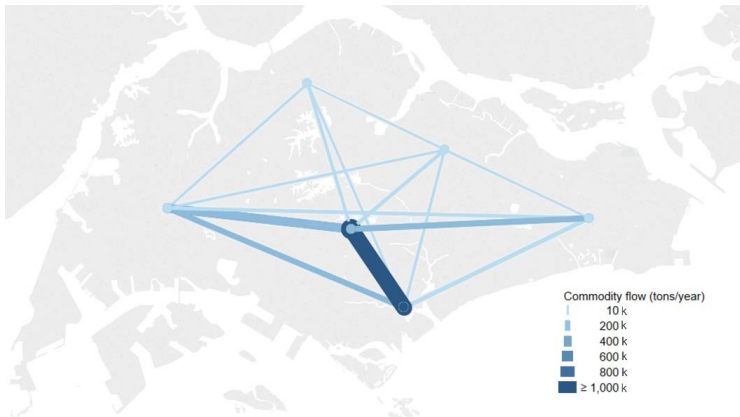 Commodity flow (tons/year)
10 k
200 k
400 k
600 k
800 k
≥ 1,000 k